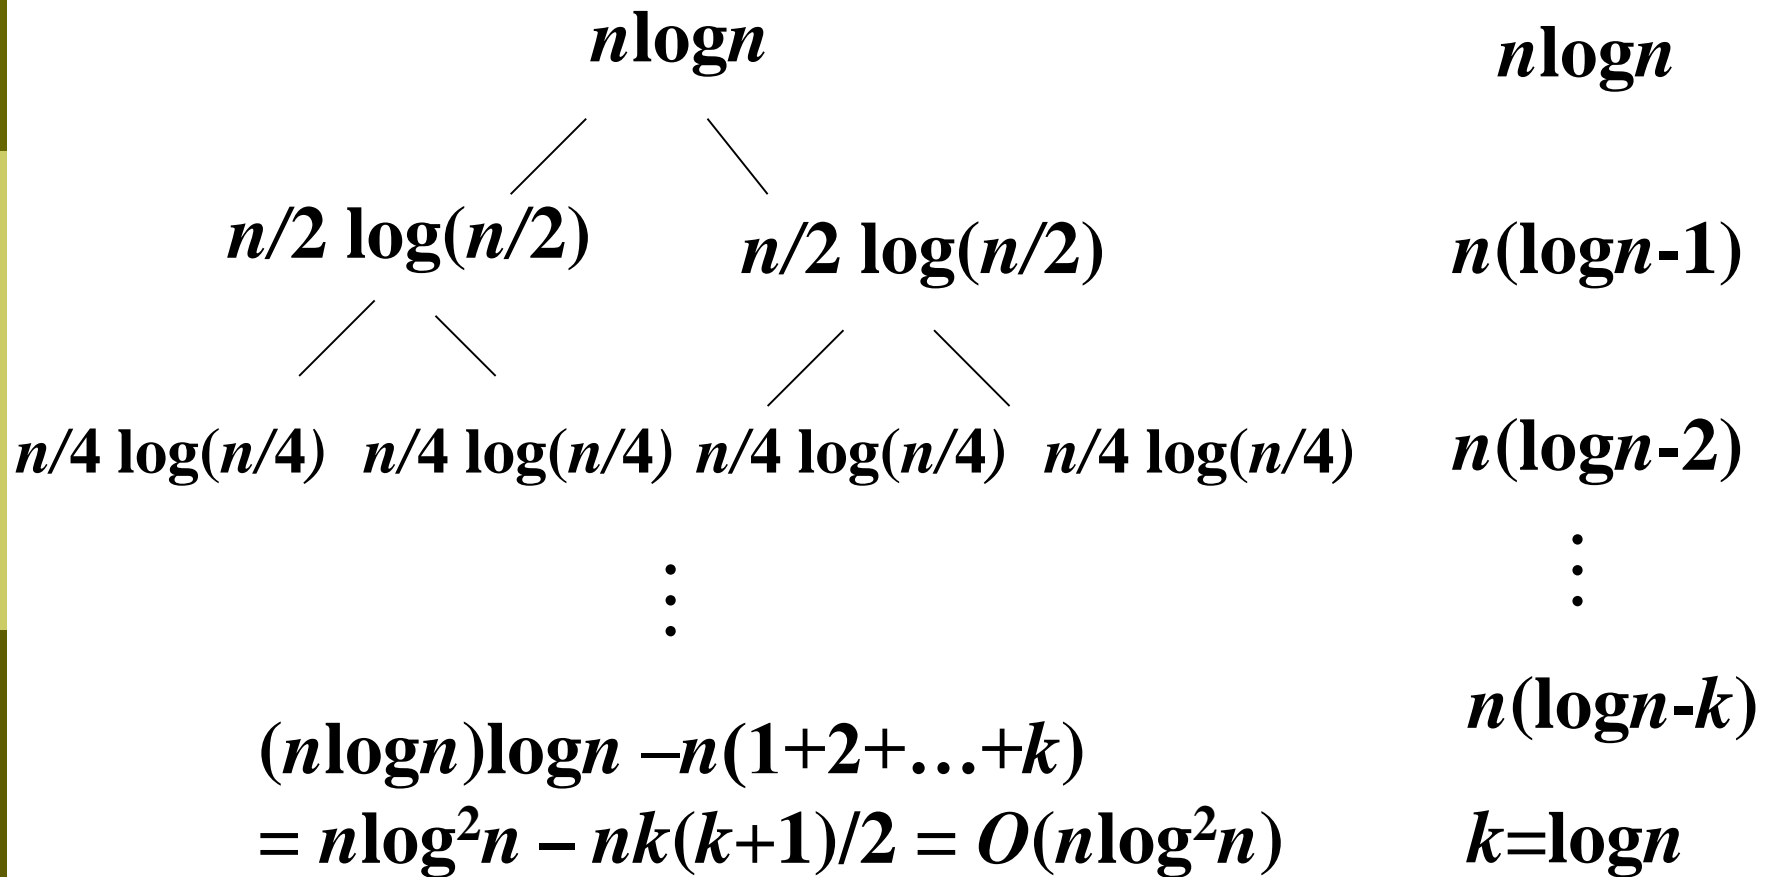 nlogn nlogn
n/2 log(n/2) n/2 log(n/2) n(logn-1)
n/4 log(n/4) n/4 log(n/4) n/4 log(n/4) n/4 log(n/4) n(logn-2)
⋮ ⋮
n(logn-k)
(nlogn)logn –n(1+2+…+k)
= nlog²n – nk(k+1)/2 = O(nlog²n) k=logn